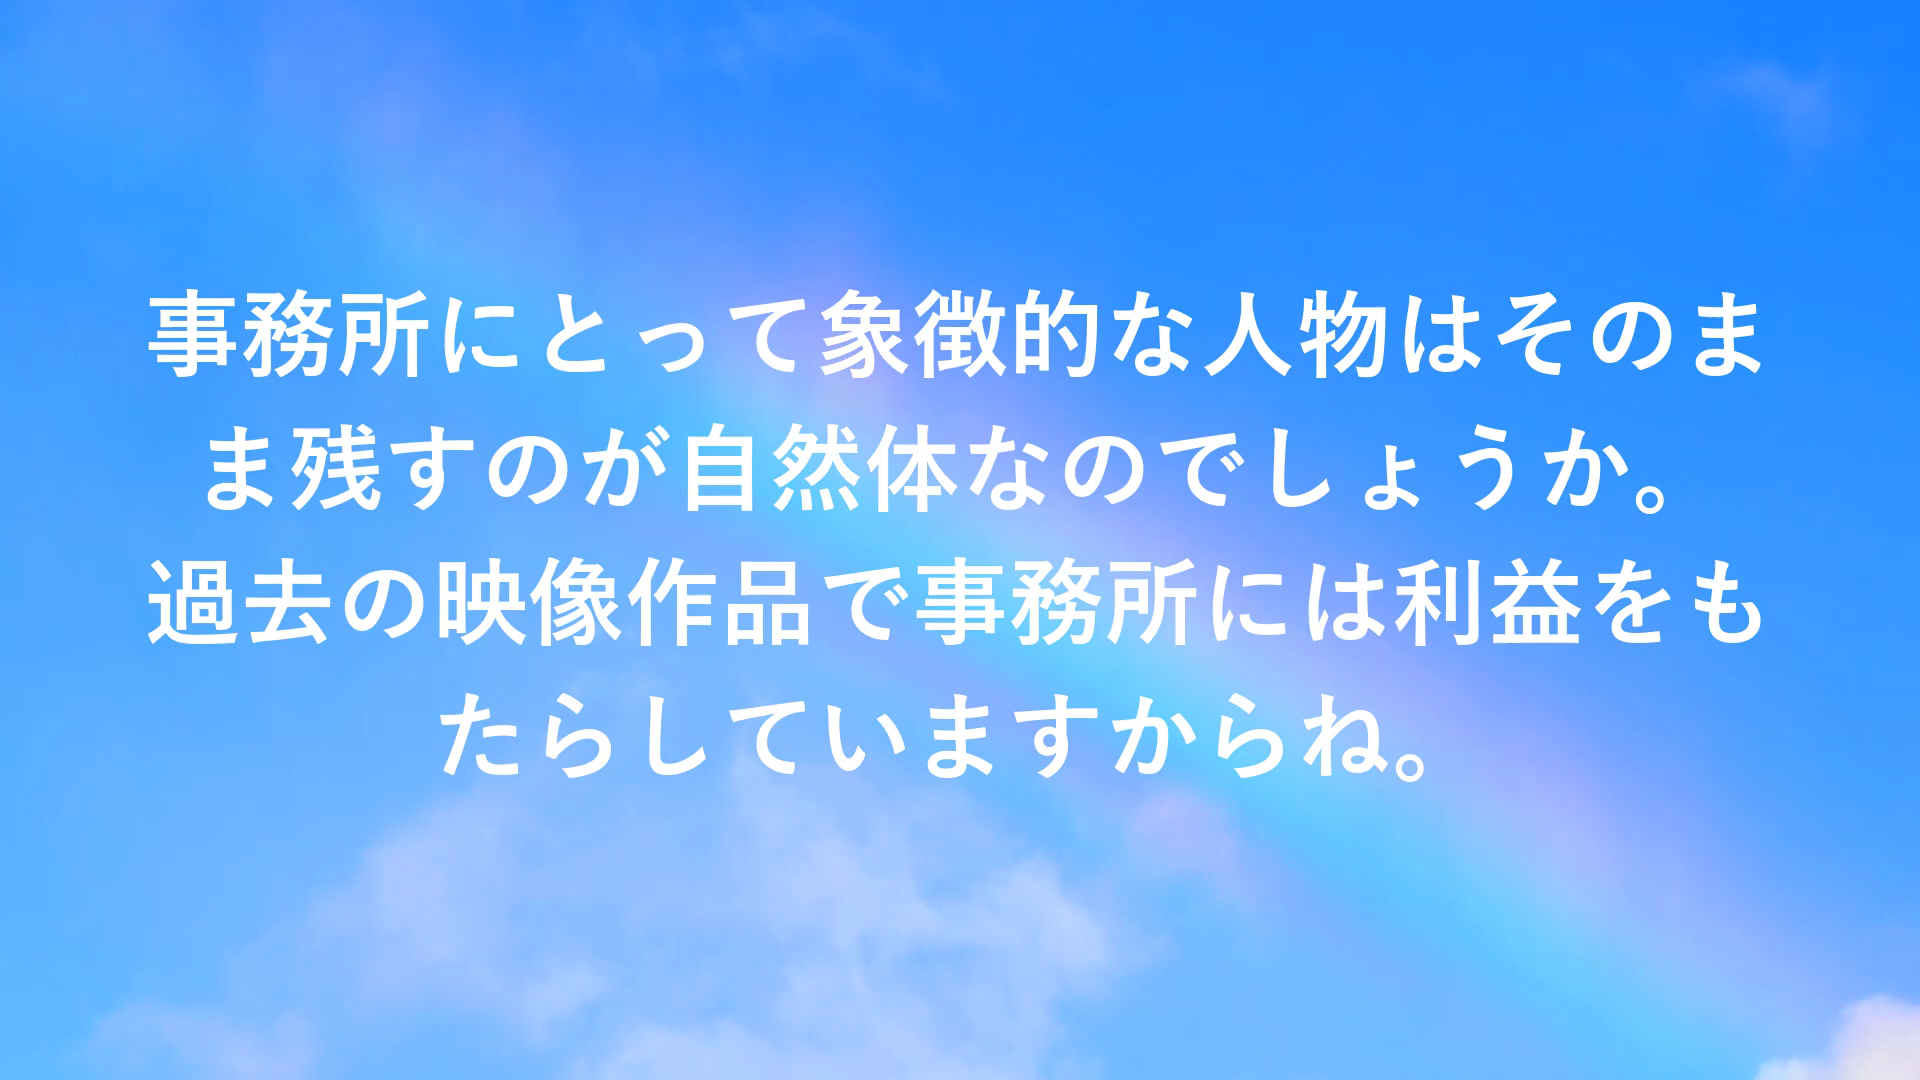 事務所にとって象徴的な人物はそのま
ま残すのが自然体なのでしょうか。
過去の映像作品で事務所には利益をも
たらしていますからね。